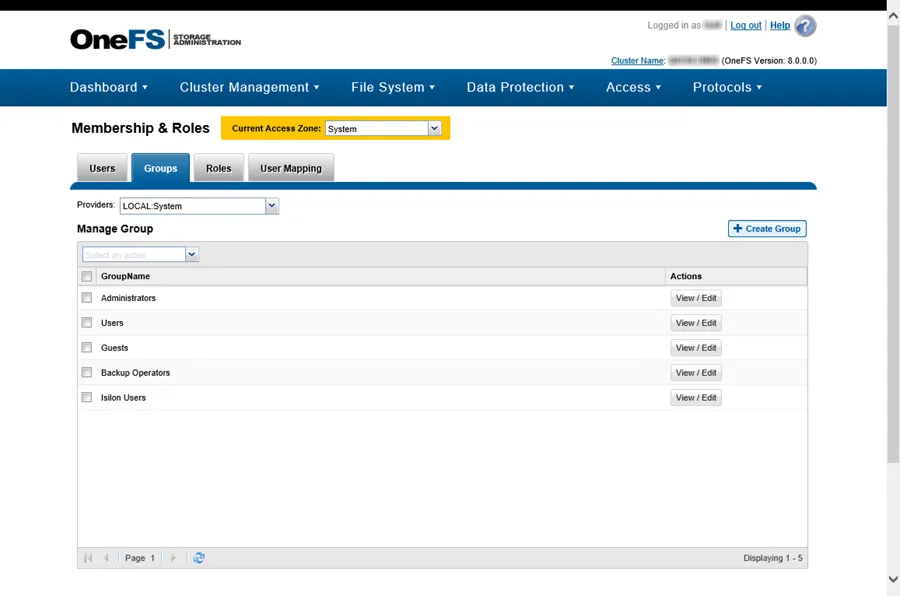 Logged in as | Log out | Help ?
OneFS STORAGE ADMINISTRATION
Cluster Name: (OneFS Version: 8.0.0.0)
Dashboard Cluster Management File System Data Protection Access Protocols
Membership & Roles Current Access Zone: System
Users Groups Roles User Mapping
Providers: LOCAL:System
Manage Group + Create Group
Select an action
GroupName Actions
Administrators View / Edit
Users View / Edit
Guests View / Edit
Backup Operators View / Edit
Isilon Users View / Edit
Page 1 Displaying 1 - 5